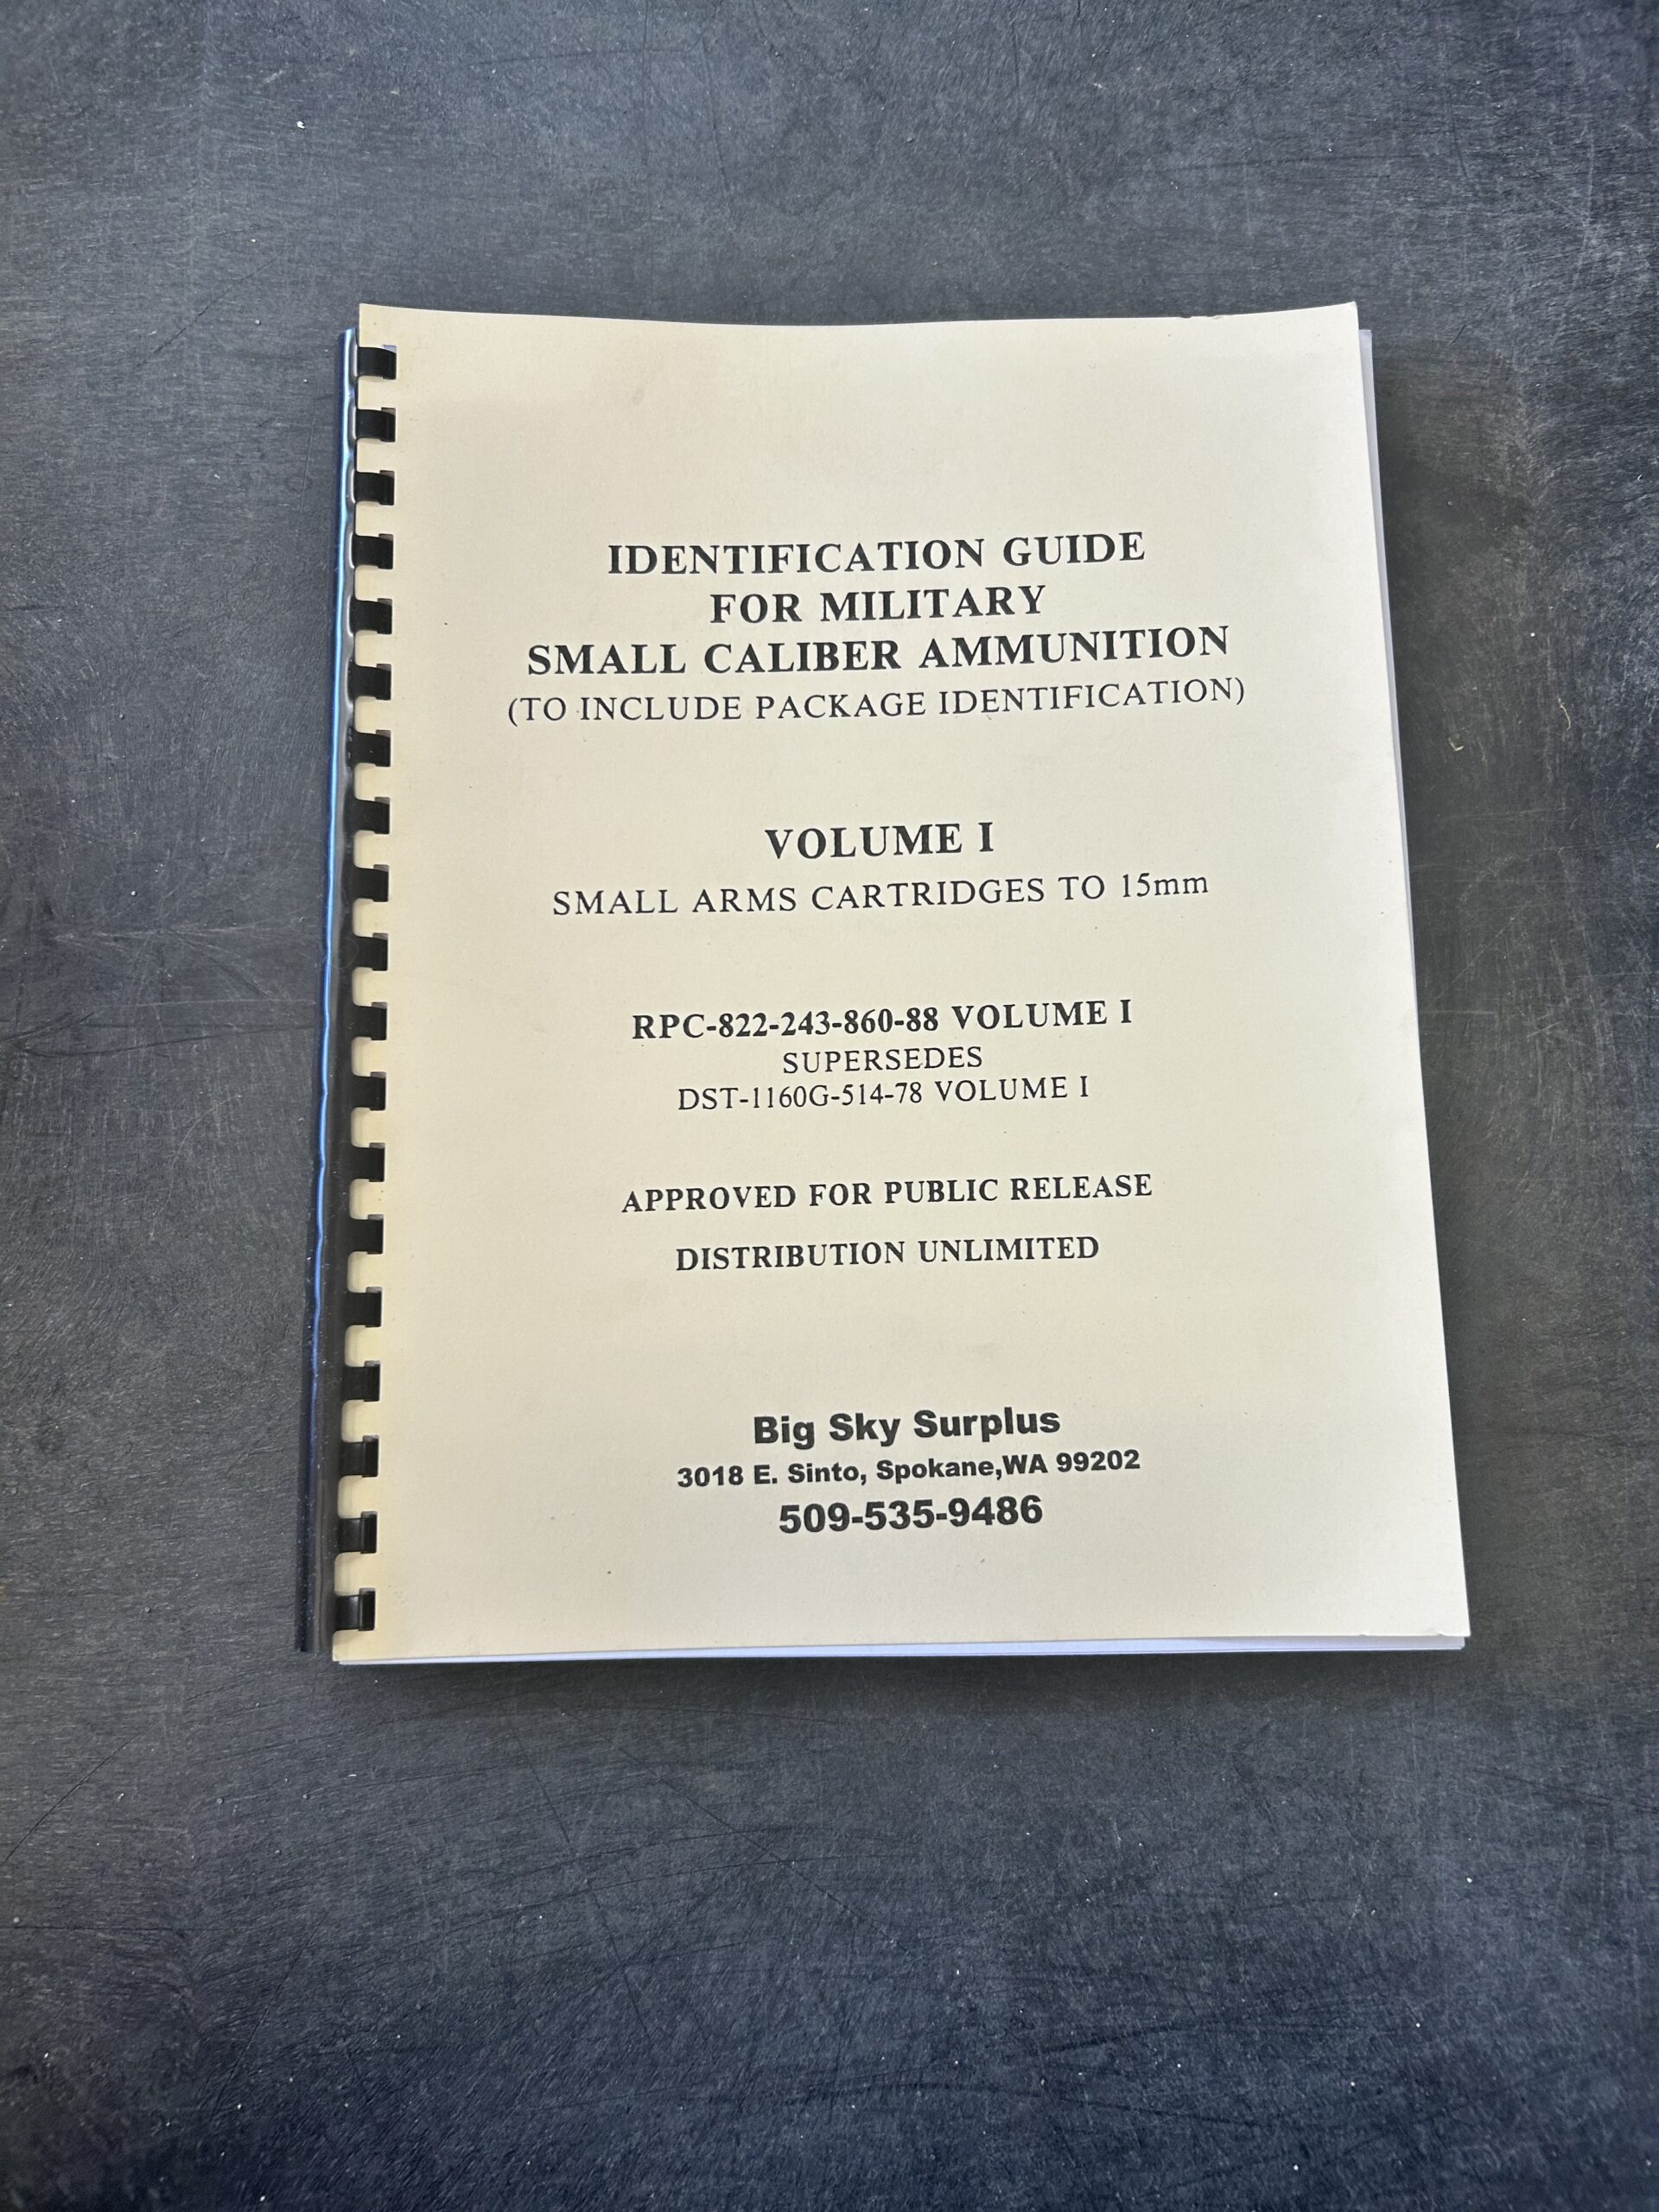 IDENTIFICATION GUIDE
FOR MILITARY
SMALL CALIBER AMMUNITION
(TO INCLUDE PACKAGE IDENTIFICATION)
VOLUME I
SMALL ARMS CARTRIDGES TO 15mm
RPC-822-243-860-88 VOLUME I
SUPERSEDES
DST-1160G-514-78 VOLUME I
APPROVED FOR PUBLIC RELEASE
DISTRIBUTION UNLIMITED
Big Sky Surplus
3018 E. Sinto, Spokane,WA 99202
509-535-9486